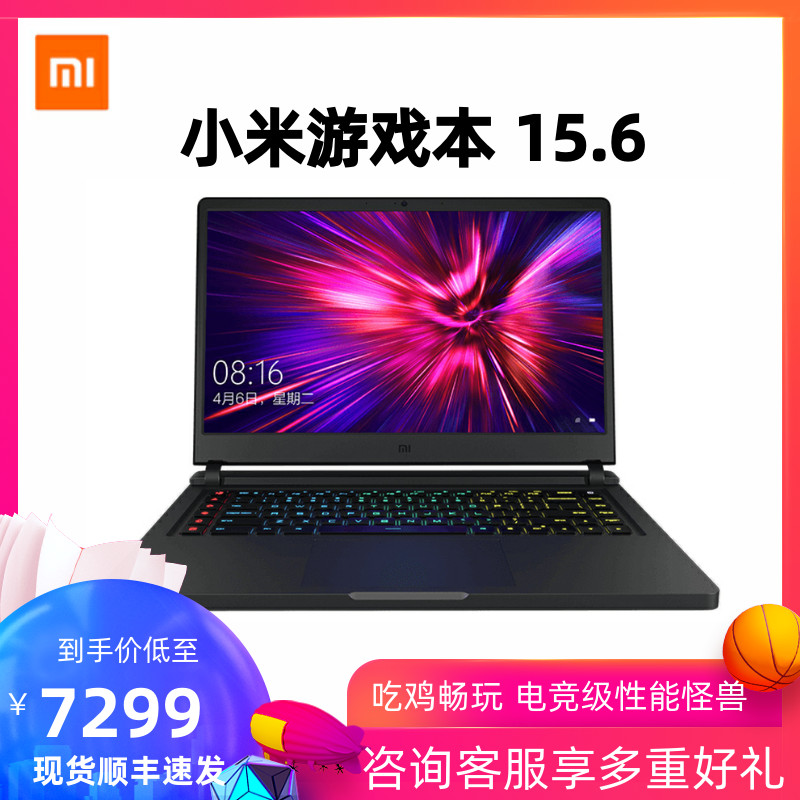 mi
小米游戏本 15.6
08:16
4月6日，星期二
mi
到手价低至
¥7299
现货顺丰速发
吃鸡畅玩 电竞级性能怪兽
咨询客服享多重好礼